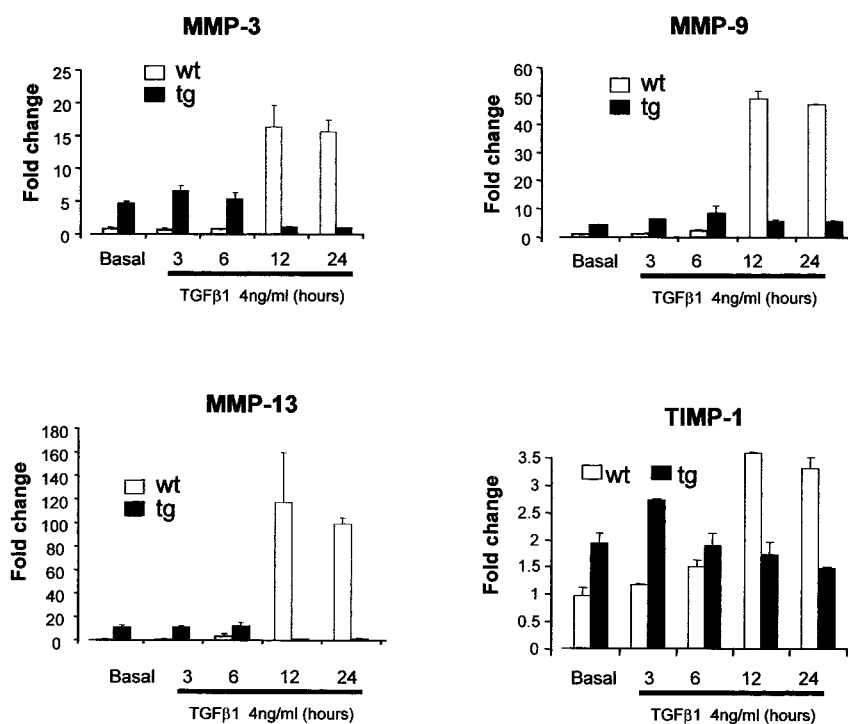 MMP-3
25
20
15
10
5
0
Fold change
wt
tg
Basal 3 6 12 24
TGFβ1 4ng/ml (hours)
MMP-9
60
50
40
30
20
10
0
Fold change
wt
tg
Basal 3 6 12 24
TGFβ1 4ng/ml (hours)
MMP-13
180
160
140
120
100
80
60
40
20
0
Fold change
wt
tg
Basal 3 6 12 24
TGFβ1 4ng/ml (hours)
TIMP-1
3.5
3
2.5
2
1.5
1
0.5
0
Fold change
wt tg
Basal 3 6 12 24
TGFβ1 4ng/ml (hours)